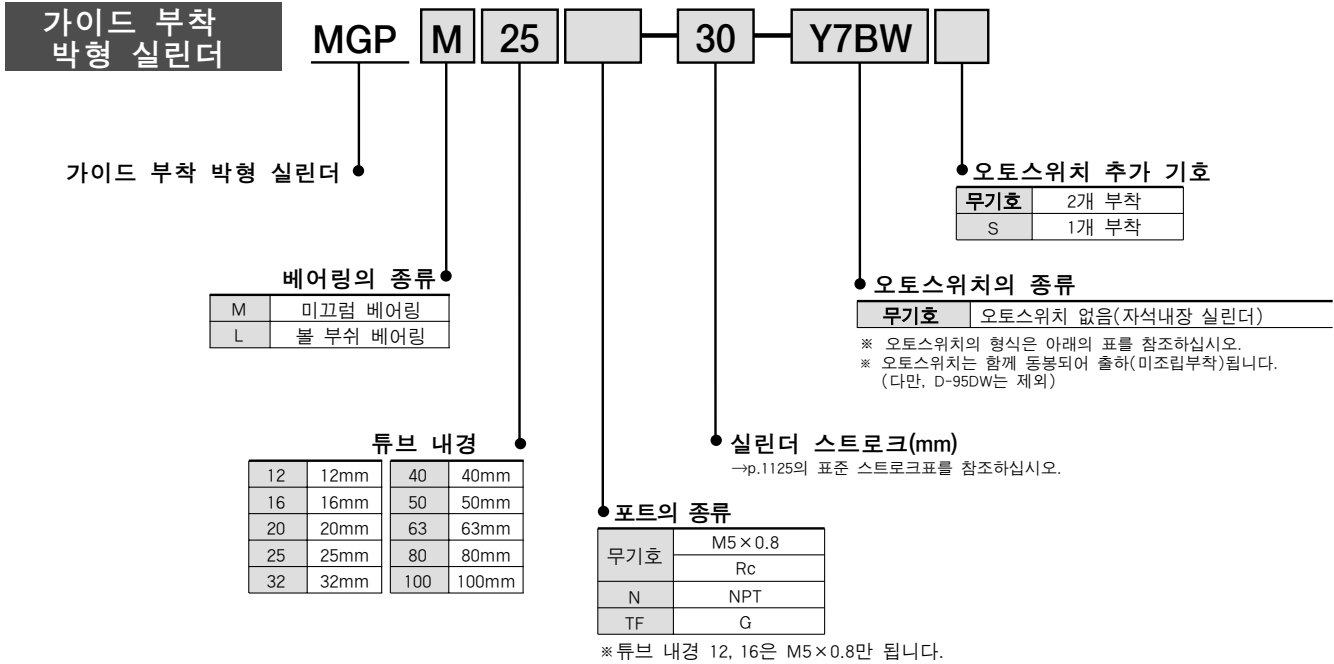 가이드 부착
박형 실린더
MGP M 25 30 Y7BW
가이드 부착 박형 실린더
오토스위치 추가 기호
무기호 2개 부착
S 1개 부착
베어링의 종류
M 미끄럼 베어링
L 볼 부쉬 베어링
오토스위치의 종류
무기호 오토스위치 없음(자석내장 실린더)
※ 오토스위치의 형식은 아래의 표를 참조하십시오.
※ 오토스위치는 함께 동봉되어 출하(미조립부착)됩니다.
(다만, D-95DW는 제외)
튜브 내경
12 12mm 40 40mm
16 16mm 50 50mm
20 20mm 63 63mm
25 25mm 80 80mm
32 32mm 100 100mm
실린더 스트로크(mm)
→p.1125의 표준 스트로크표를 참조하십시오.
포트의 종류
무기호 M5×0.8
Rc
N NPT
TF G
※튜브 내경 12, 16은 M5×0.8만 됩니다.